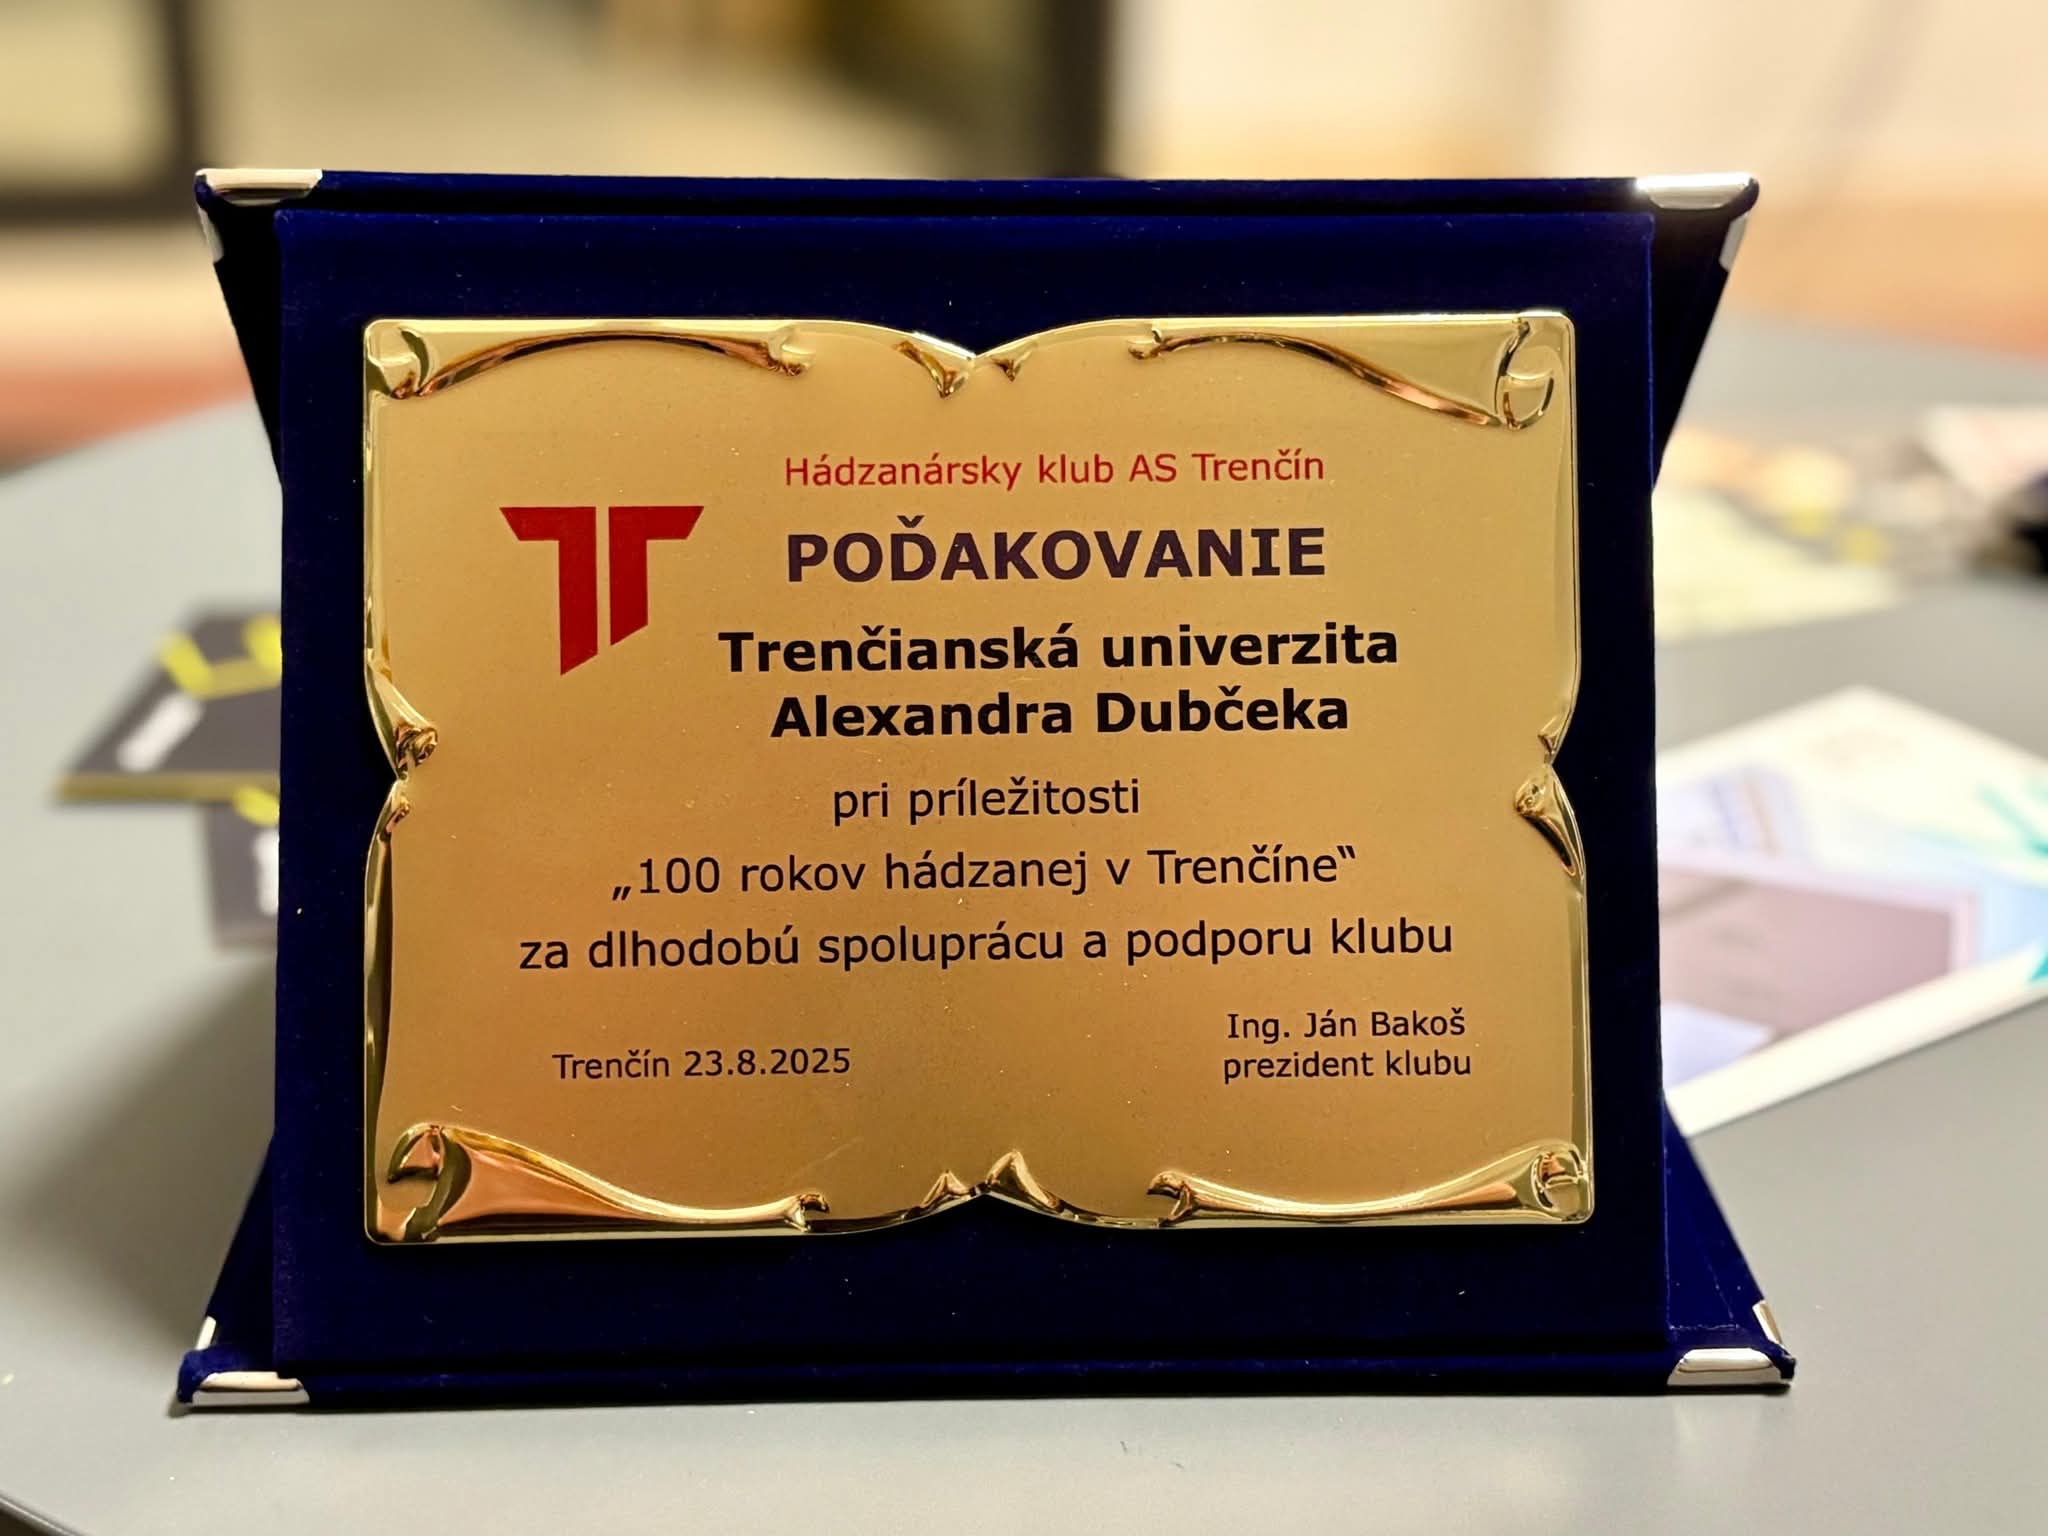 Hádzanársky klub AS Trenčín
POĎAKOVANIE
Trenčianská univerzita
Alexandra Dubčeka
pri príležitosti
„100 rokov hádzanej v Trenčíne“
za dlhodobú spoluprácu a podporu klubu
Trenčín 23.8.2025
Ing. Ján Bakoš
prezident klubu